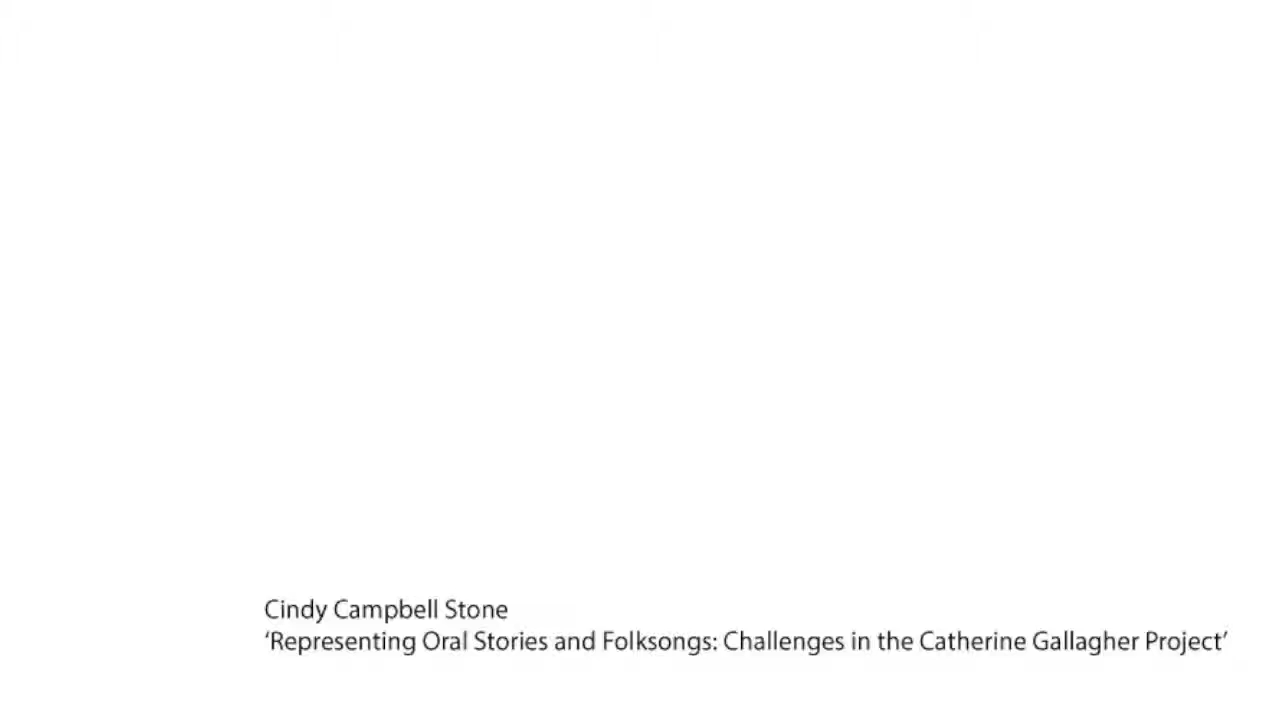 Cindy Campbell Stone
‘Representing Oral Stories and Folksongs: Challenges in the Catherine Gallagher Project’